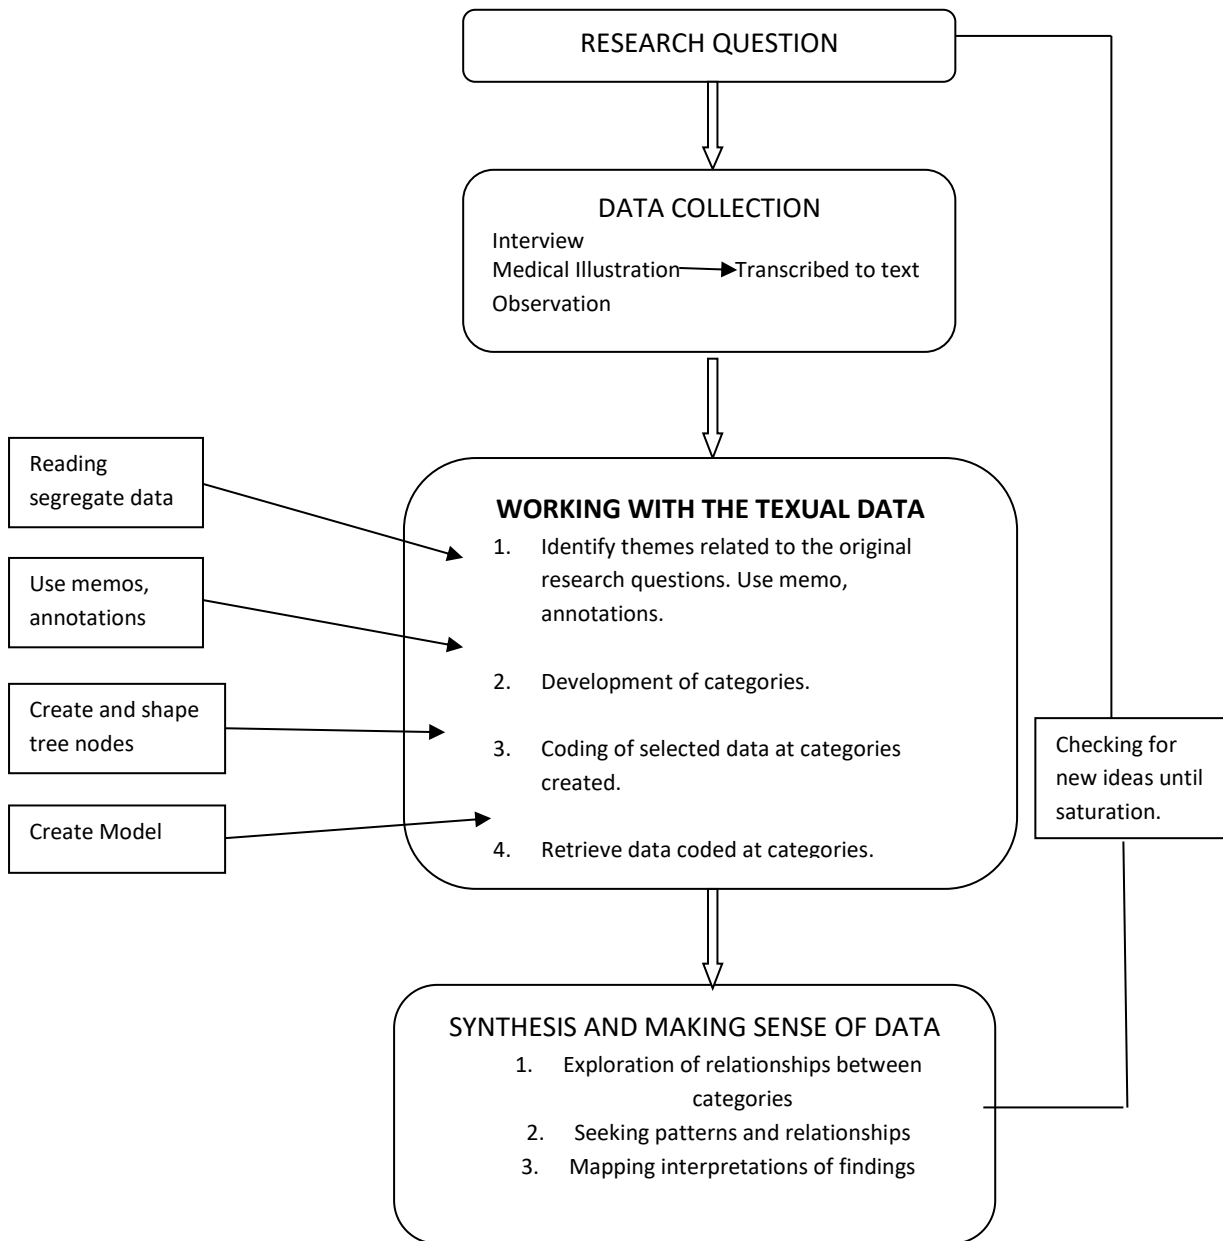 RESEARCH QUESTION
DATA COLLECTION
Interview
Medical Illustration Transcribed to text
Observation
Reading
segregate data
Use memos,
annotations
Create and shape
tree nodes
Create Model
WORKING WITH THE TEXUAL DATA
1. Identify themes related to the original
research questions. Use memo,
annotations.
2. Development of categories.
3. Coding of selected data at categories
created.
4. Retrieve data coded at categories.
Checking for
new ideas until
saturation.
SYNTHESIS AND MAKING SENSE OF DATA
1. Exploration of relationships between
categories
2. Seeking patterns and relationships
3. Mapping interpretations of findings